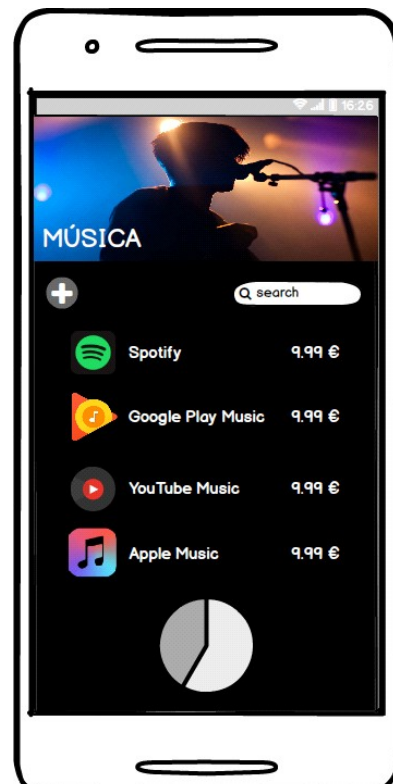 16:26
MÚSICA
search
Spotify 9.99 €
Google Play Music 9.99 €
YouTube Music 9.99 €
Apple Music 9.99 €